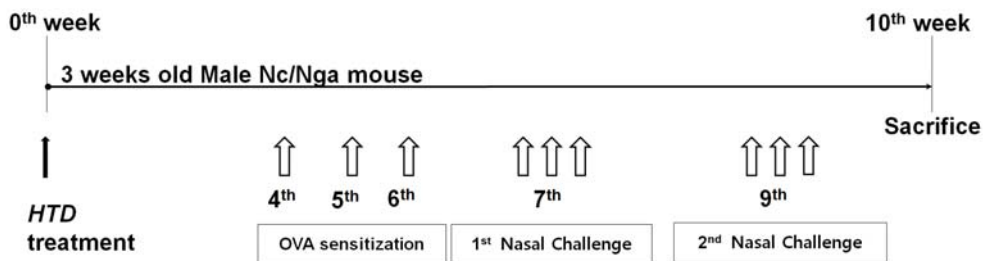 0th week
10th week
3 weeks old Male Nc/Nga mouse
Sacrifice
4th 5th 6th 7th 9th
HTD
treatment
OVA sensitization
1st Nasal Challenge
2nd Nasal Challenge